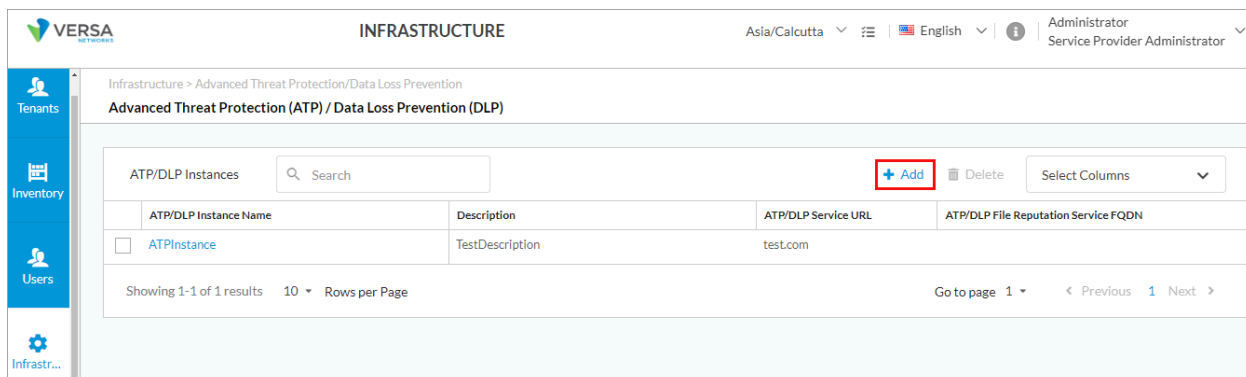 VERSA
NETWORKS
INFRASTRUCTURE
Asia/Calcutta
English
Administrator
Service Provider Administrator
Tenants
Inventory
Users
Infrastr...
Infrastructure > Advanced Threat Protection/Data Loss Prevention
Advanced Threat Protection (ATP) / Data Loss Prevention (DLP)
ATP/DLP Instances
Search
+ Add
Delete
Select Columns
ATP/DLP Instance Name Description ATP/DLP Service URL ATP/DLP File Reputation Service FQDN
ATPInstance TestDescription test.com
Showing 1-1 of 1 results 10 Rows per Page Go to page 1 < Previous 1 Next >